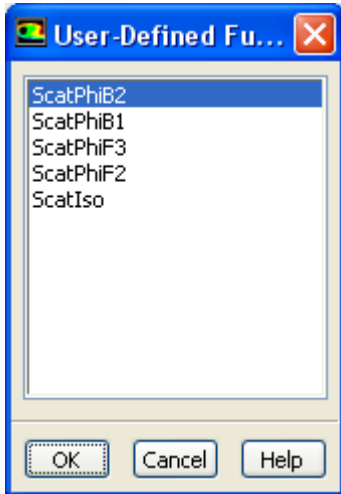 User-Defined Fu...
ScatPhiB2
ScatPhiB1
ScatPhiF3
ScatPhiF2
ScatIso
OK Cancel Help